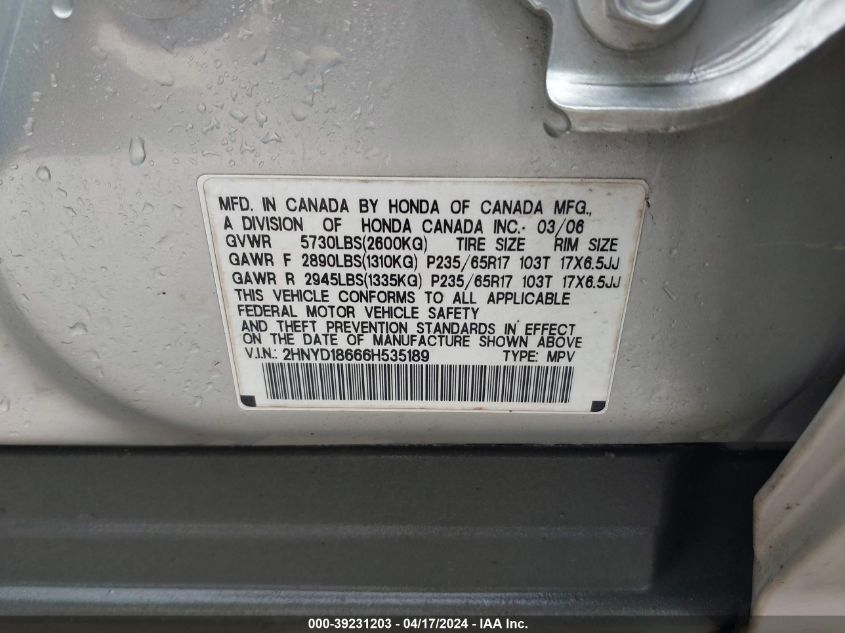 MFD. IN CANADA BY HONDA OF CANADA MFG.,
A DIVISION OF HONDA CANADA INC. 03/06
GVWR 5730LBS(2600KG) TIRE SIZE RIM SIZE
GAWR F 2890LBS(1310KG) P235/65R17 103T 17X6.5JJ
GAWR R 2945LBS(1335KG) P235/65R17 103T 17X6.5JJ
THIS VEHICLE CONFORMS TO ALL APPLICABLE
FEDERAL MOTOR VEHICLE SAFETY
AND THEFT PREVENTION STANDARDS IN EFFECT
ON THE DATE OF MANUFACTURE SHOWN ABOVE
V.I.N.: 2HNYD18666H535189 TYPE: MPV
000-39231203 - 04/17/2024 - IAA Inc.